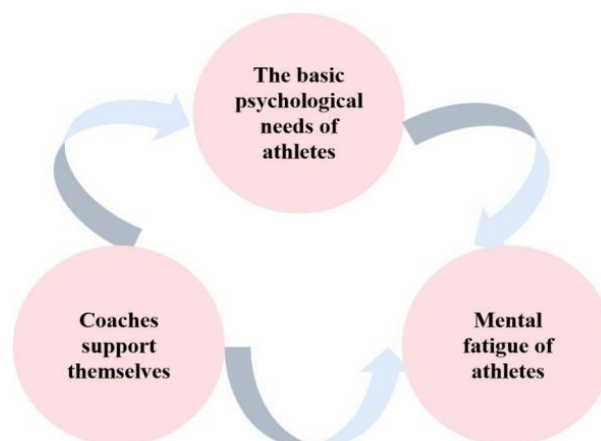 The basic
psychological
needs of
athletes
Coaches
support
themselves
Mental
fatigue of
athletes